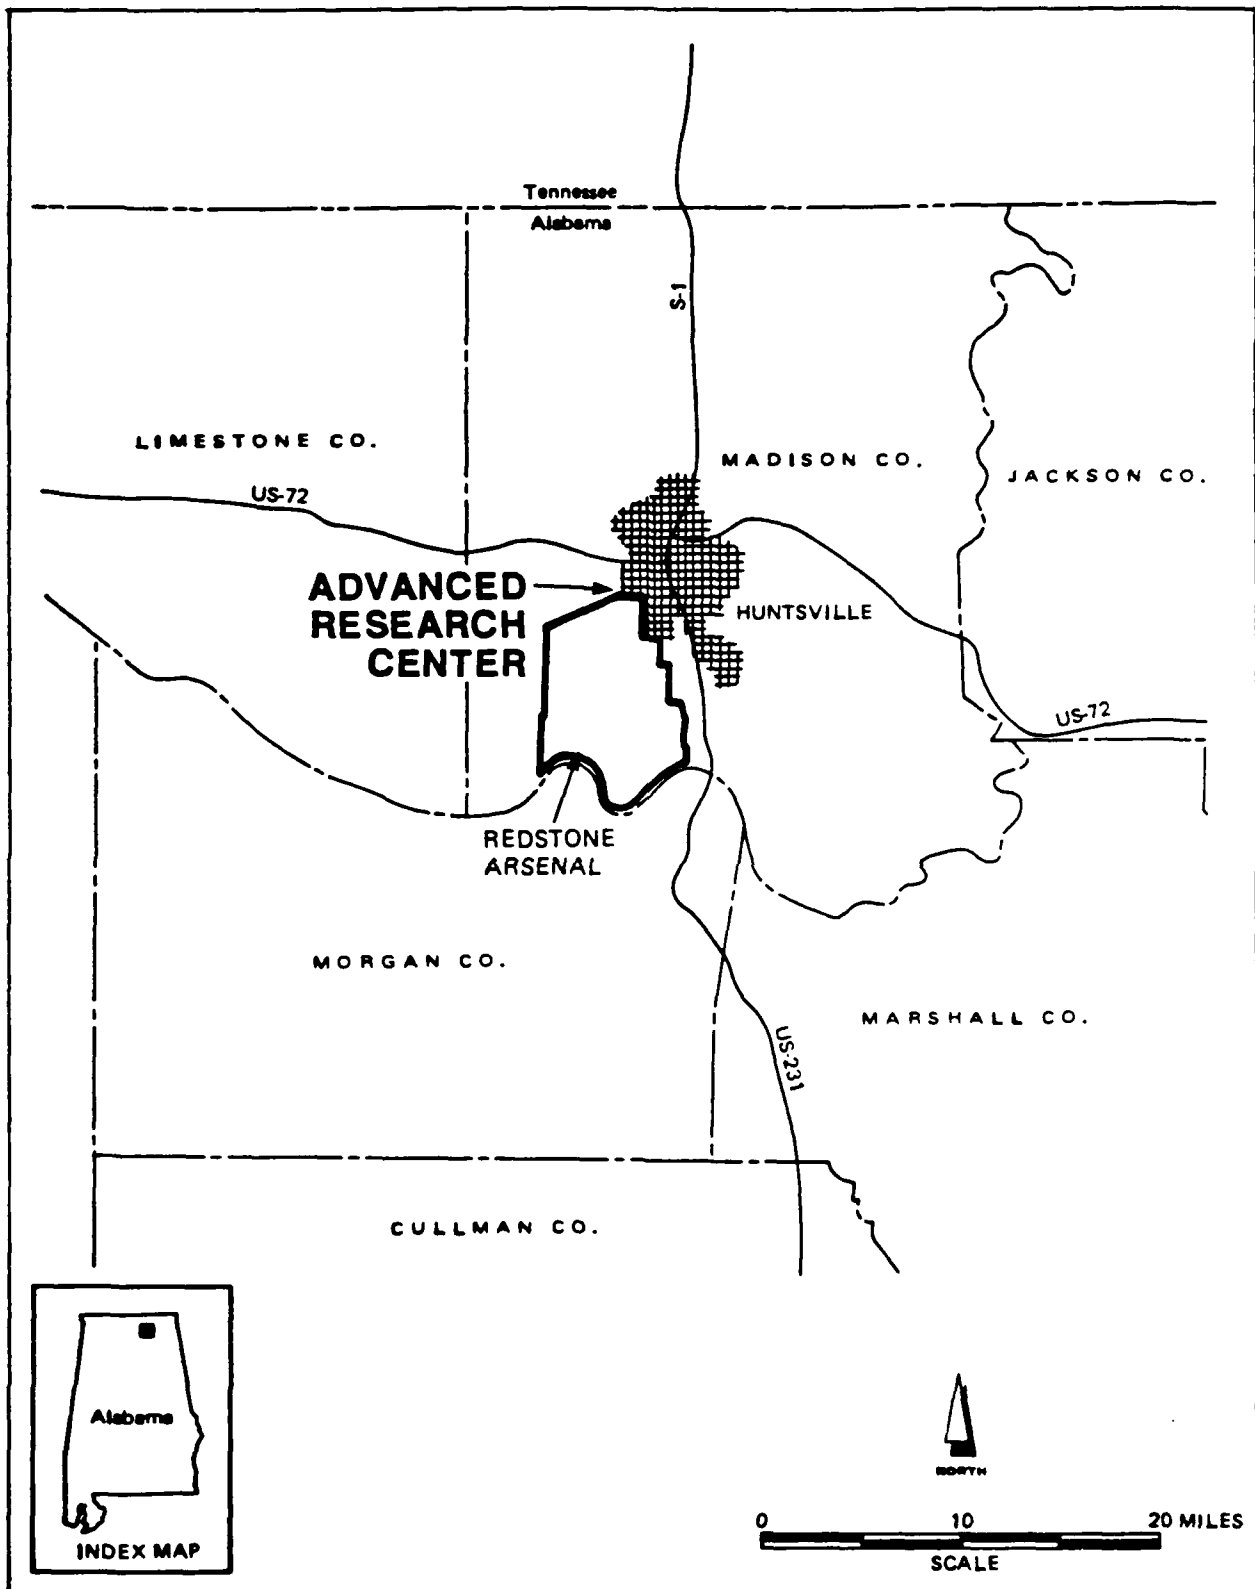 Tennessee
Alabama
S-1
LIMESTONE CO.
MADISON CO.
JACKSON CO.
US-72
ADVANCED
RESEARCH
CENTER
HUNTSVILLE
US-72
REDSTONE
ARSENAL
MORGAN CO.
MARSHALL CO.
US-231
CULLMAN CO.
Alabama
INDEX MAP
NORTH
0 10 20 MILES
SCALE